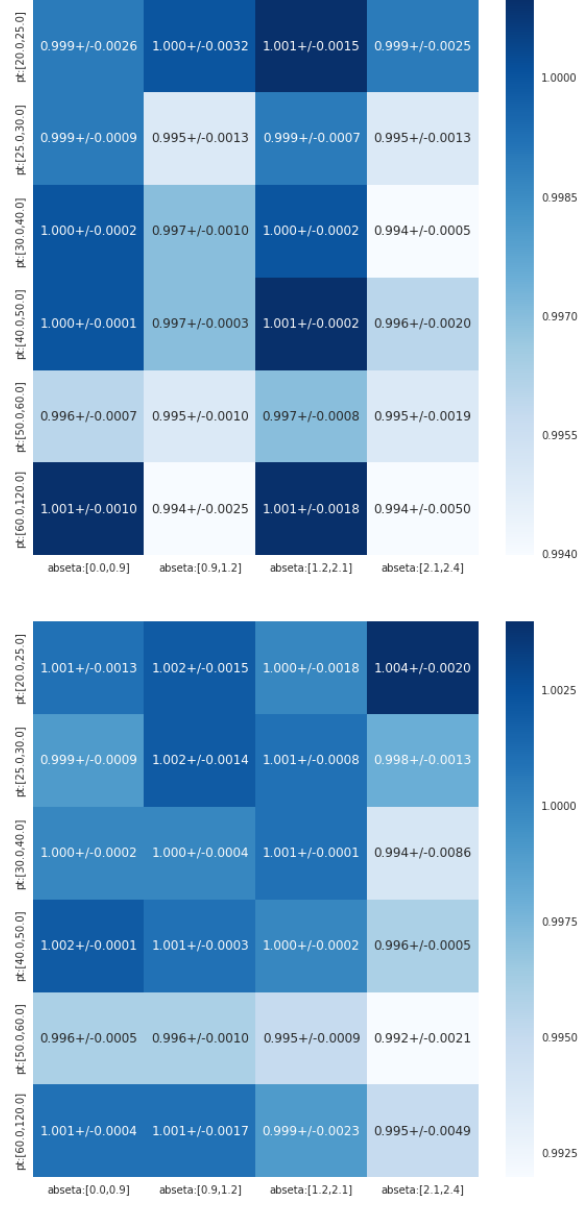 pt:[20.0,25.0] 0.999+/-0.0026 1.000+/-0.0032 1.001+/-0.0015 0.999+/-0.0025
pt:[25.0,30.0] 0.999+/-0.0009 0.995+/-0.0013 0.999+/-0.0007 0.995+/-0.0013
pt:[30.0,40.0] 1.000+/-0.0002 0.997+/-0.0010 1.000+/-0.0002 0.994+/-0.0005
pt:[40.0,50.0] 1.000+/-0.0001 0.997+/-0.0003 1.001+/-0.0002 0.996+/-0.0020
pt:[50.0,60.0] 0.996+/-0.0007 0.995+/-0.0010 0.997+/-0.0008 0.995+/-0.0019
pt:[60.0,120.0] 1.001+/-0.0010 0.994+/-0.0025 1.001+/-0.0018 0.994+/-0.0050
abseta:[0.0,0.9] abseta:[0.9,1.2] abseta:[1.2,2.1] abseta:[2.1,2.4]
1.0000
0.9985
0.9970
0.9955
0.9940
pt:[20.0,25.0] 1.001+/-0.0013 1.002+/-0.0015 1.000+/-0.0018 1.004+/-0.0020
pt:[25.0,30.0] 0.999+/-0.0009 1.002+/-0.0014 1.001+/-0.0008 0.998+/-0.0013
pt:[30.0,40.0] 1.000+/-0.0002 1.000+/-0.0004 1.001+/-0.0001 0.994+/-0.0086
pt:[40.0,50.0] 1.002+/-0.0001 1.001+/-0.0003 1.000+/-0.0002 0.996+/-0.0005
pt:[50.0,60.0] 0.996+/-0.0005 0.996+/-0.0010 0.995+/-0.0009 0.992+/-0.0021
pt:[60.0,120.0] 1.001+/-0.0004 1.001+/-0.0017 0.999+/-0.0023 0.995+/-0.0049
abseta:[0.0,0.9] abseta:[0.9,1.2] abseta:[1.2,2.1] abseta:[2.1,2.4]
1.0025
1.0000
0.9975
0.9950
0.9925